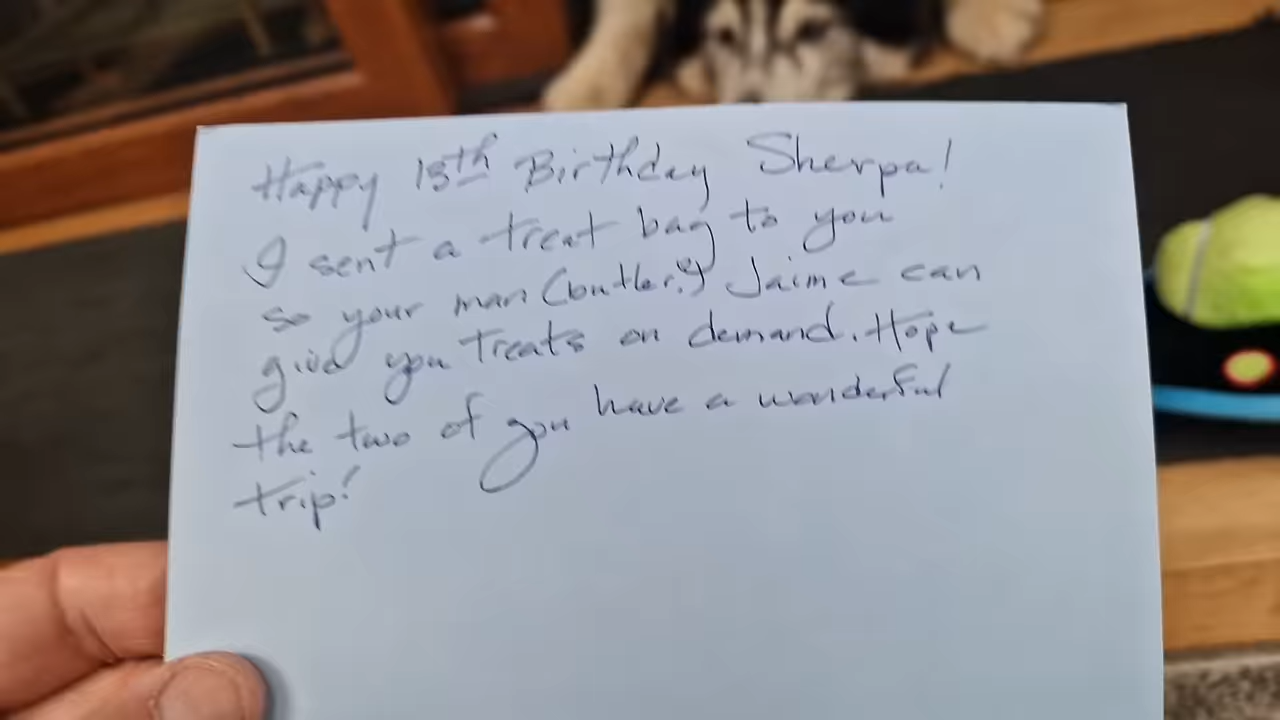 Happy 13th Birthday Sherpa!
I sent a treat bag to you
so your man (butler?) Jaime can
give you treats on demand. Hope
the two of you have a wonderful
trip!